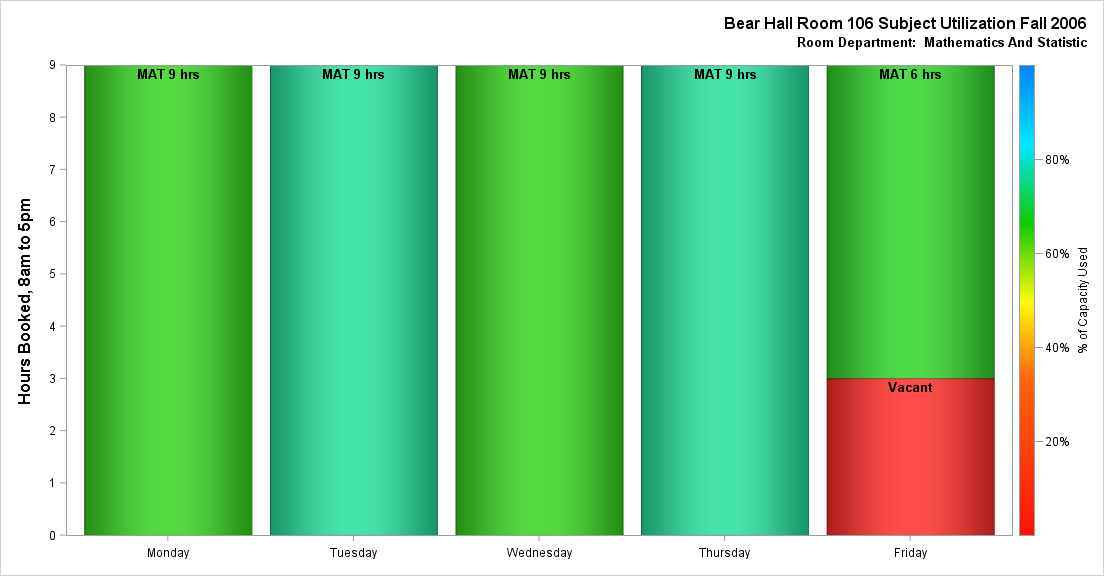 Bear Hall Room 106 Subject Utilization Fall 2006
Room Department:  Mathematics And Statistic
Hours Booked, 8am to 5pm
9
8
7
6
5
4
3
2
1
0
MAT 9 hrs
MAT 9 hrs
MAT 9 hrs
MAT 9 hrs
MAT 6 hrs
Vacant
Monday
Tuesday
Wednesday
Thursday
Friday
80%
60%
40%
20%
% of Capacity Used